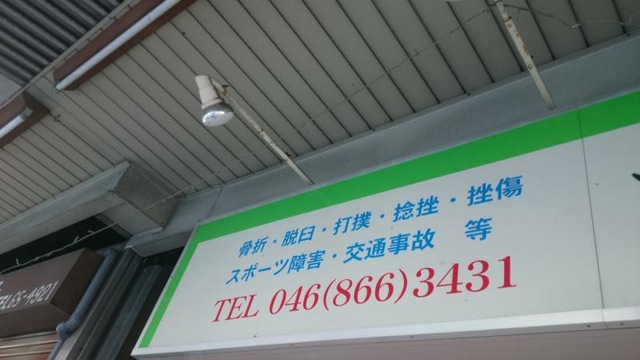 骨折・脱臼・打撲・捻挫・挫傷
スポーツ障害・交通事故　等
TEL 046(866)3431